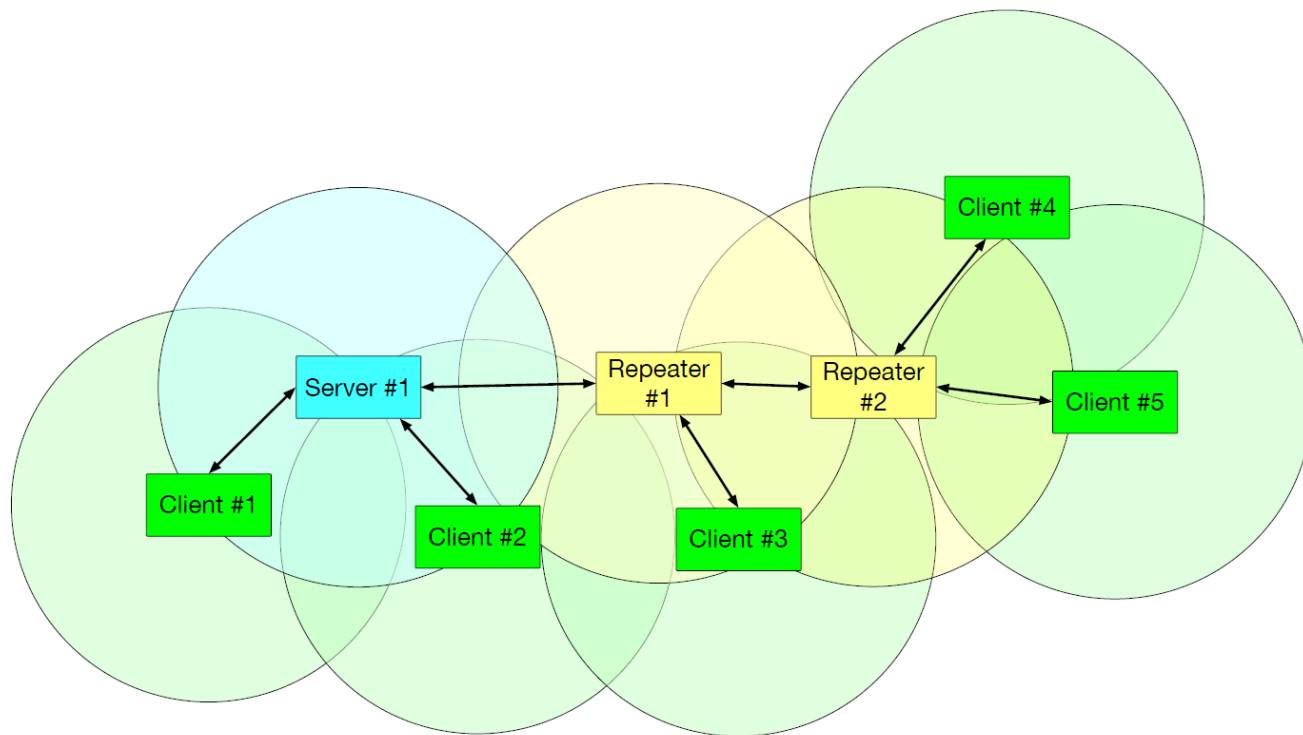 Client #4
Server #1
Repeater
#1
Repeater
#2
Client #5
Client #1
Client #2
Client #3